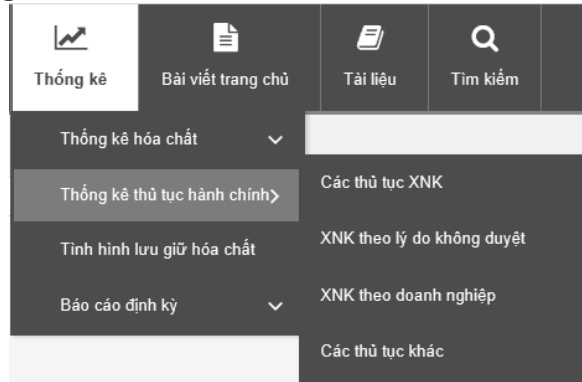 Thống kê
Bài viết trang chủ
Tài liệu
Tìm kiếm
Thống kê hóa chất
Thống kê thủ tục hành chính
Tình hình lưu giữ hóa chất
Báo cáo định kỳ
Các thủ tục XNK
XNK theo lý do không duyệt
XNK theo doanh nghiệp
Các thủ tục khác